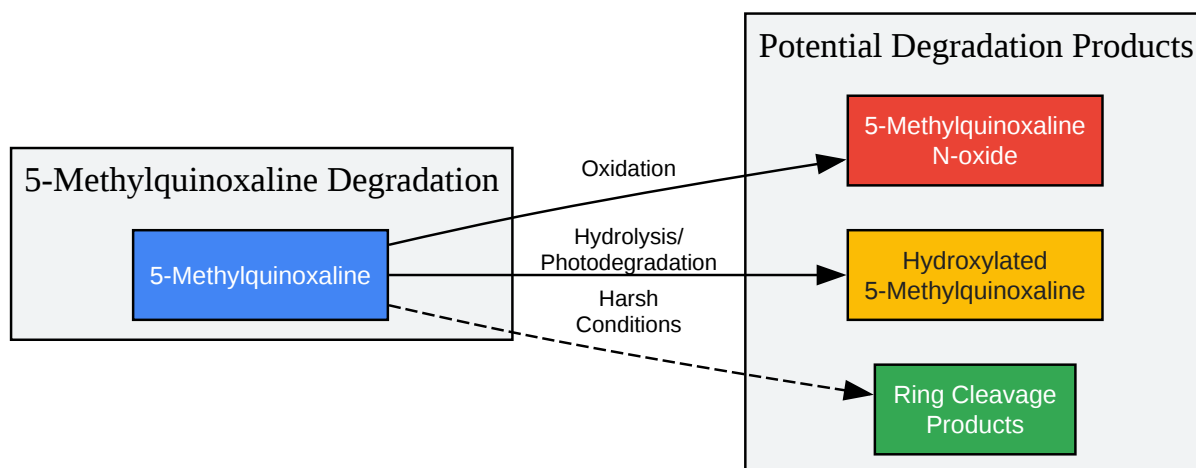 5-Methylquinoxaline Degradation
5-Methylquinoxaline
Oxidation
Hydrolysis/
Photodegradation
Harsh
Conditions
Potential Degradation Products
5-Methylquinoxaline
N-oxide
Hydroxylated
5-Methylquinoxaline
Ring Cleavage
Products